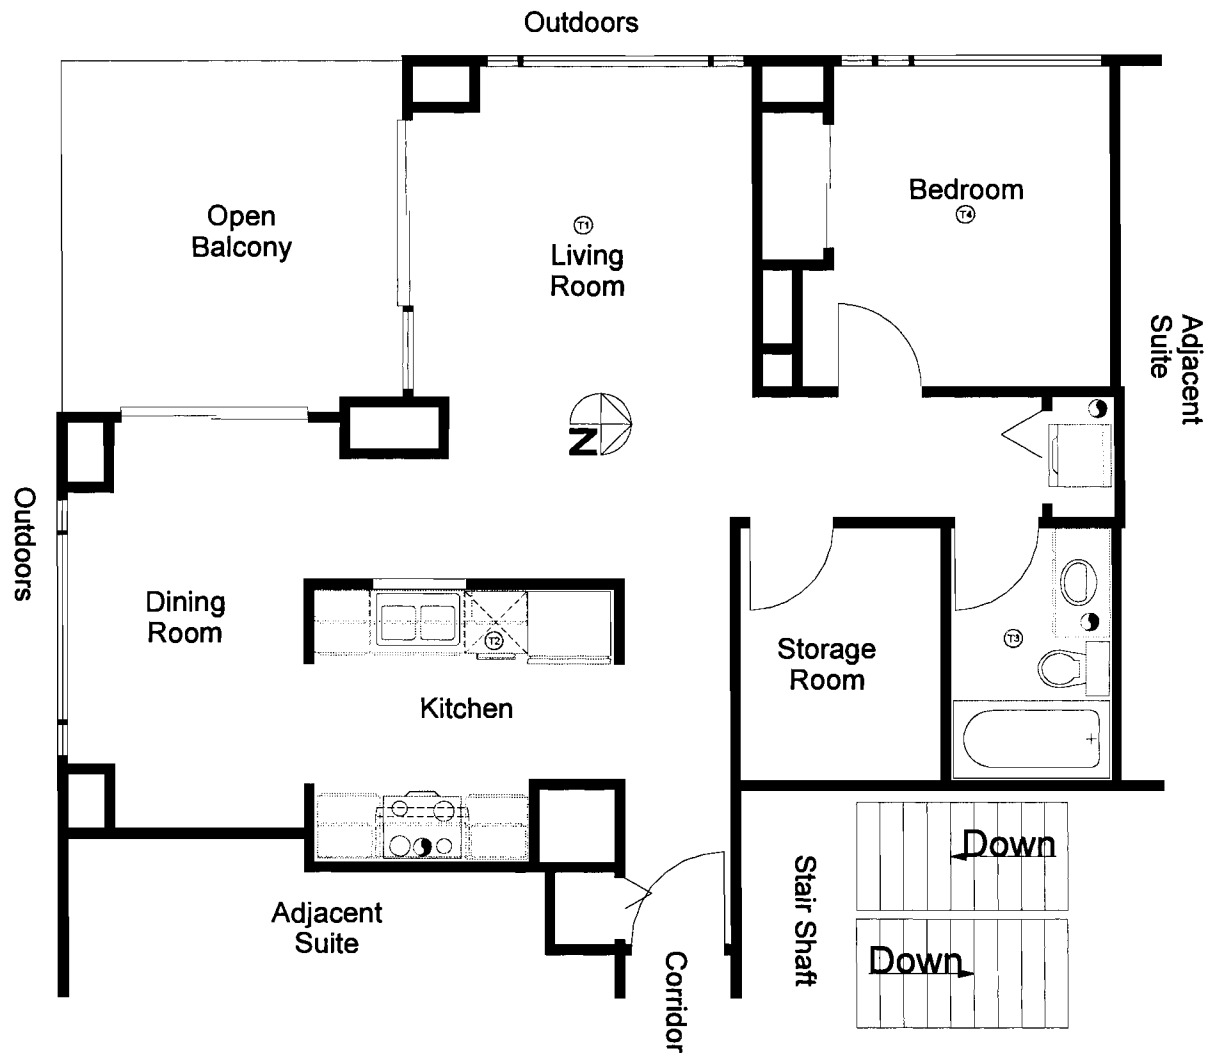 Outdoors
Open
Balcony
T1
Living
Room
Bedroom
T4
Adjacent
Suite
N
Outdoors
Dining
Room
T2
Kitchen
Storage
Room
T3
Adjacent
Suite
Corridor
Stair Shaft
Down
Down